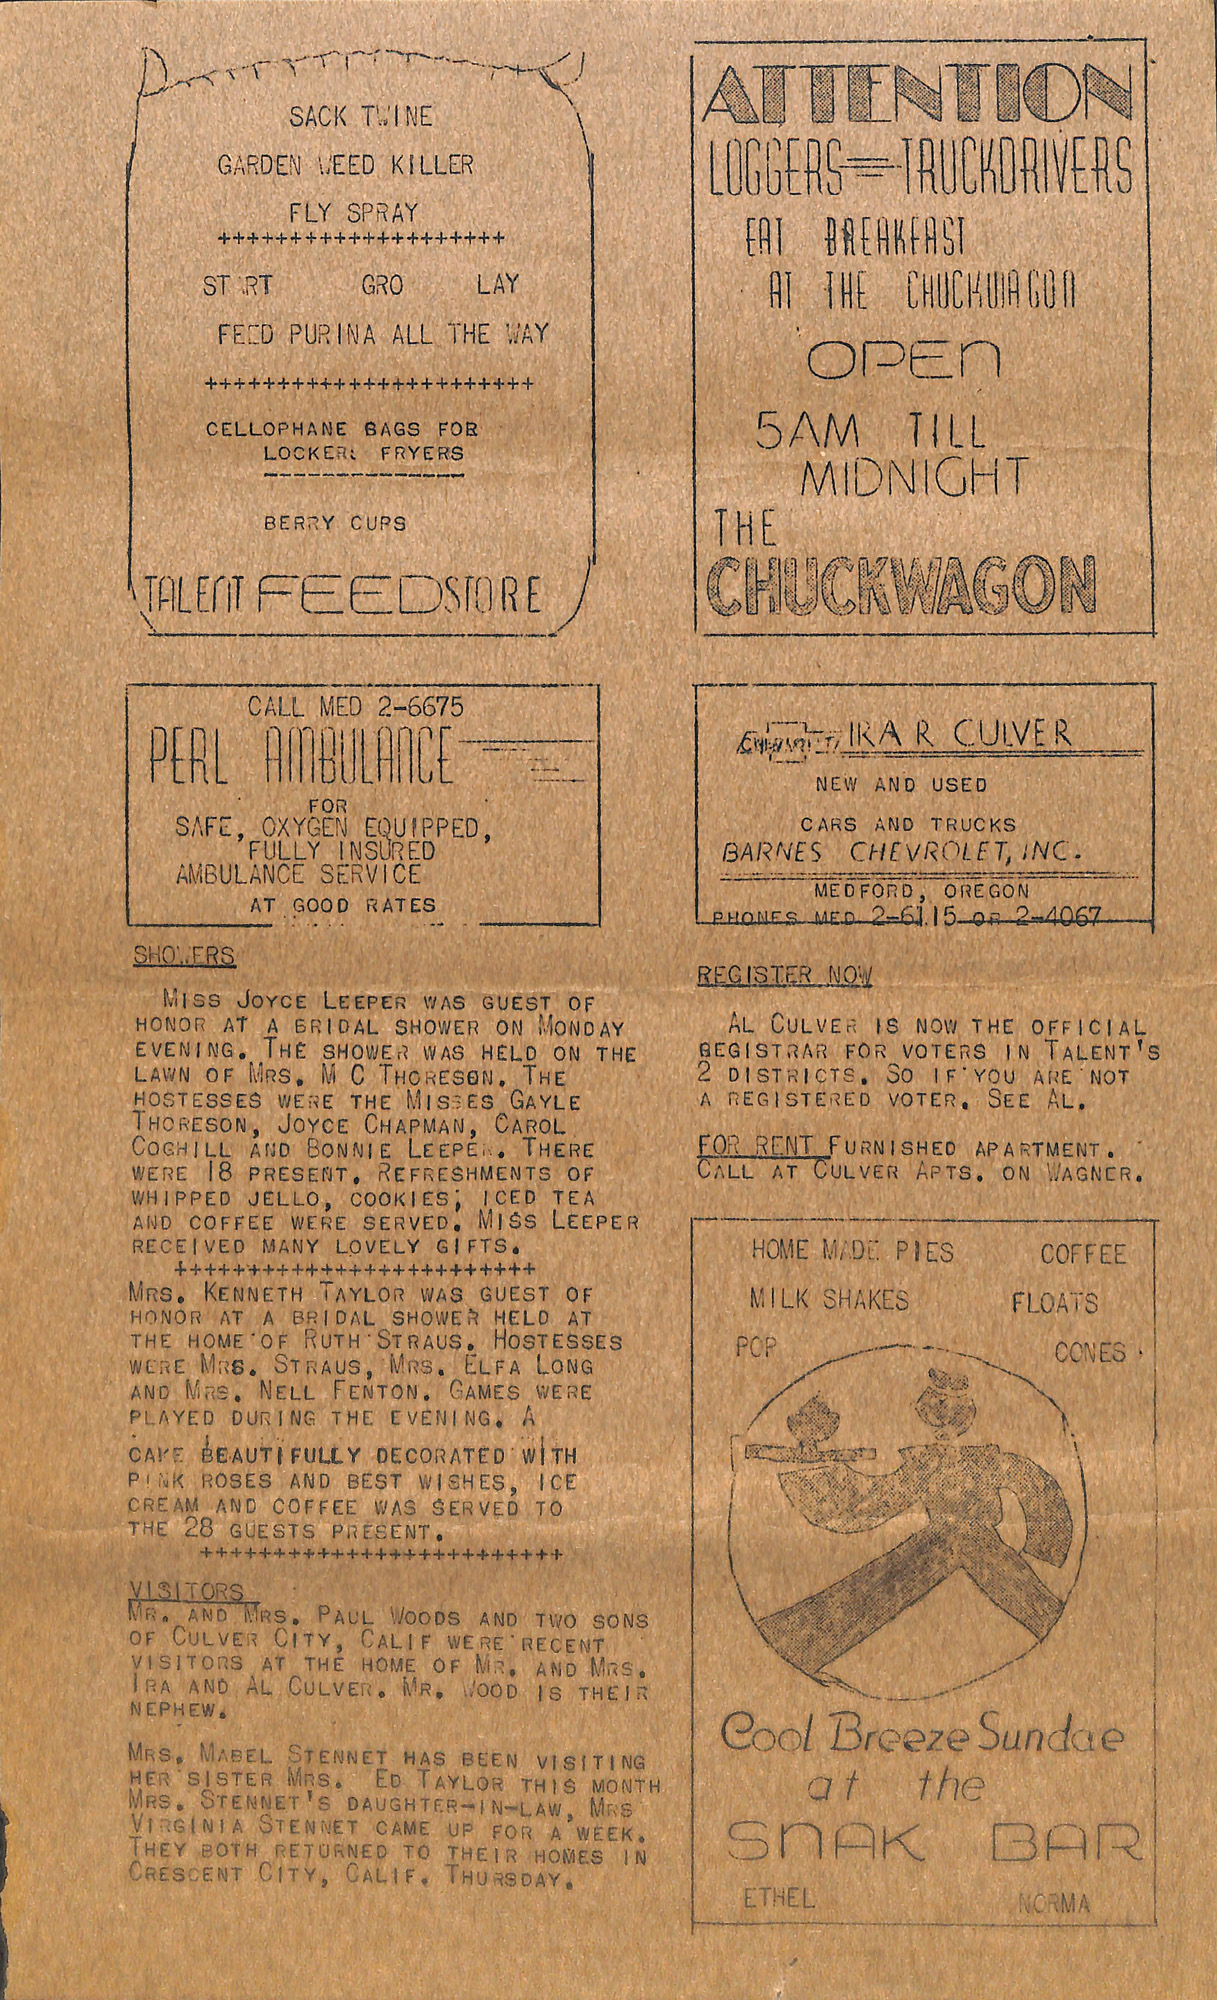 SACK TWINE
GARDEN WEED KILLER
FLY SPRAY
++++++++++++++++++++
START GRO LAY
FEED PURINA ALL THE WAY
+++++++++++++++++++++++
CELLOPHANE BAGS FOR
LOCKER FRYERS
BERRY CUPS
TALENT FEED STORE
CALL MED 2-6675
PERL AMBULANCE
FOR
SAFE, OXYGEN EQUIPPED,
FULLY INSURED
AMBULANCE SERVICE
AT GOOD RATES
SHOWERS
MISS JOYCE LEEPER WAS GUEST OF
HONOR AT A BRIDAL SHOWER ON MONDAY
EVENING. THE SHOWER WAS HELD ON THE
LAWN OF MRS. M C THORESON. THE
HOSTESSES WERE THE MISSES GAYLE
THORESON, JOYCE CHAPMAN, CAROL
COGHILL AND BONNIE LEEPER. THERE
WERE 18 PRESENT. REFRESHMENTS OF
WHIPPED JELLO, COOKIES, ICED TEA
AND COFFEE WERE SERVED. MISS LEEPER
RECEIVED MANY LOVELY GIFTS.
+++++++++++++++++++++++++
MRS. KENNETH TAYLOR WAS GUEST OF
HONOR AT A BRIDAL SHOWER HELD AT
THE HOME OF RUTH STRAUS. HOSTESSES
WERE MRS. STRAUS, MRS. ELFA LONG
AND MRS. NELL FENTON. GAMES WERE
PLAYED DURING THE EVENING. A
CAKE BEAUTIFULLY DECORATED WITH
PINK ROSES AND BEST WISHES, ICE
CREAM AND COFFEE WAS SERVED TO
THE 28 GUESTS PRESENT.
+++++++++++++++++++++++++
VISITORS
MR. AND MRS. PAUL WOODS AND TWO SONS
OF CULVER CITY, CALIF WERE RECENT
VISITORS AT THE HOME OF MR. AND MRS.
IRA AND AL CULVER. MR. WOOD IS THEIR
NEPHEW.
MRS. MABEL STENNET HAS BEEN VISITING
HER SISTER MRS. ED TAYLOR THIS MONTH
MRS. STENNET'S DAUGHTER-IN-LAW, MRS
VIRGINIA STENNET CAME UP FOR A WEEK.
THEY BOTH RETURNED TO THEIR HOMES IN
CRESCENT CITY, CALIF. THURSDAY.
ATTENTION
LOGGERS TRUCKDRIVERS
EAT BREAKFAST
AT THE CHUCKWAGON
OPEN
5AM TILL
MIDNIGHT
THE
CHUCKWAGON
CHEVROLET IRA R CULVER
NEW AND USED
CARS AND TRUCKS
BARNES CHEVROLET, INC.
MEDFORD, OREGON
PHONES MED 2-6115 OR 2-4067
REGISTER NOW
AL CULVER IS NOW THE OFFICIAL
REGISTRAR FOR VOTERS IN TALENT'S
2 DISTRICTS. SO IF YOU ARE NOT
A REGISTERED VOTER. SEE AL.
FOR RENT FURNISHED APARTMENT.
CALL AT CULVER APTS. ON WAGNER.
HOME MADE PIES COFFEE
MILK SHAKES FLOATS
POP CONES
Cool Breeze Sundae
at the
SNAK BAR
ETHEL NORMA